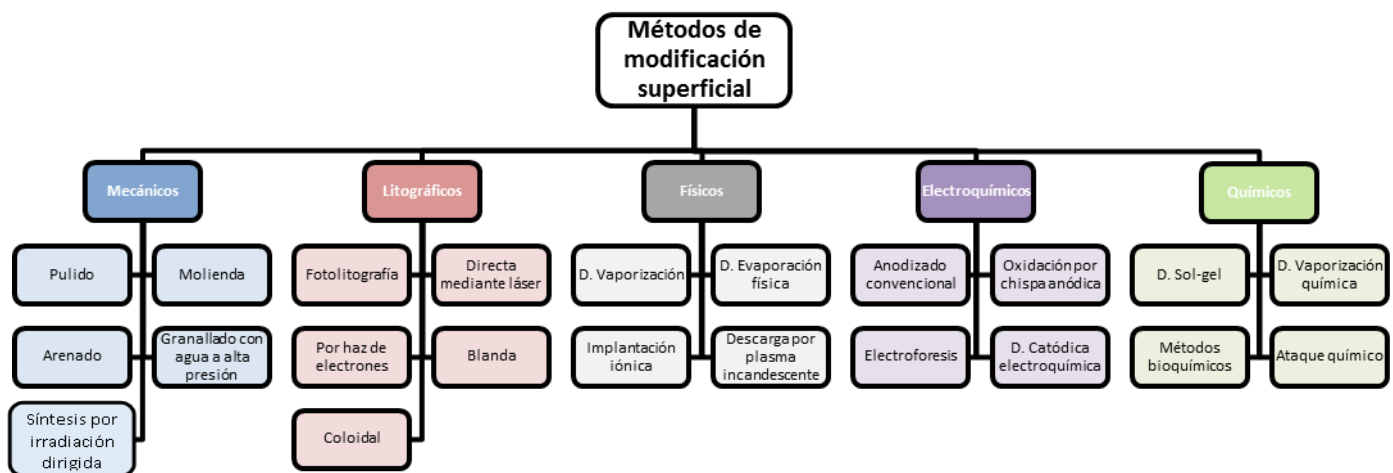 Métodos de
modificación
superficial
Mecánicos
Litográficos
Físicos
Electroquímicos
Químicos
Pulido
Molienda
Arenado
Granallado con
agua a alta
presión
Síntesis por
irradiación
dirigida
Fotolitografía
Directa
mediante láser
Por haz de
electrones
Blanda
Coloidal
D. Vaporización
D. Evaporación
física
Implantación
iónica
Descarga por
plasma
incandescente
Anodizado
convencional
Oxidación por
chispa anódica
Electroforesis
D. Catódica
electroquímica
D. Sol-gel
D. Vaporización
química
Métodos
bioquímicos
Ataque químico